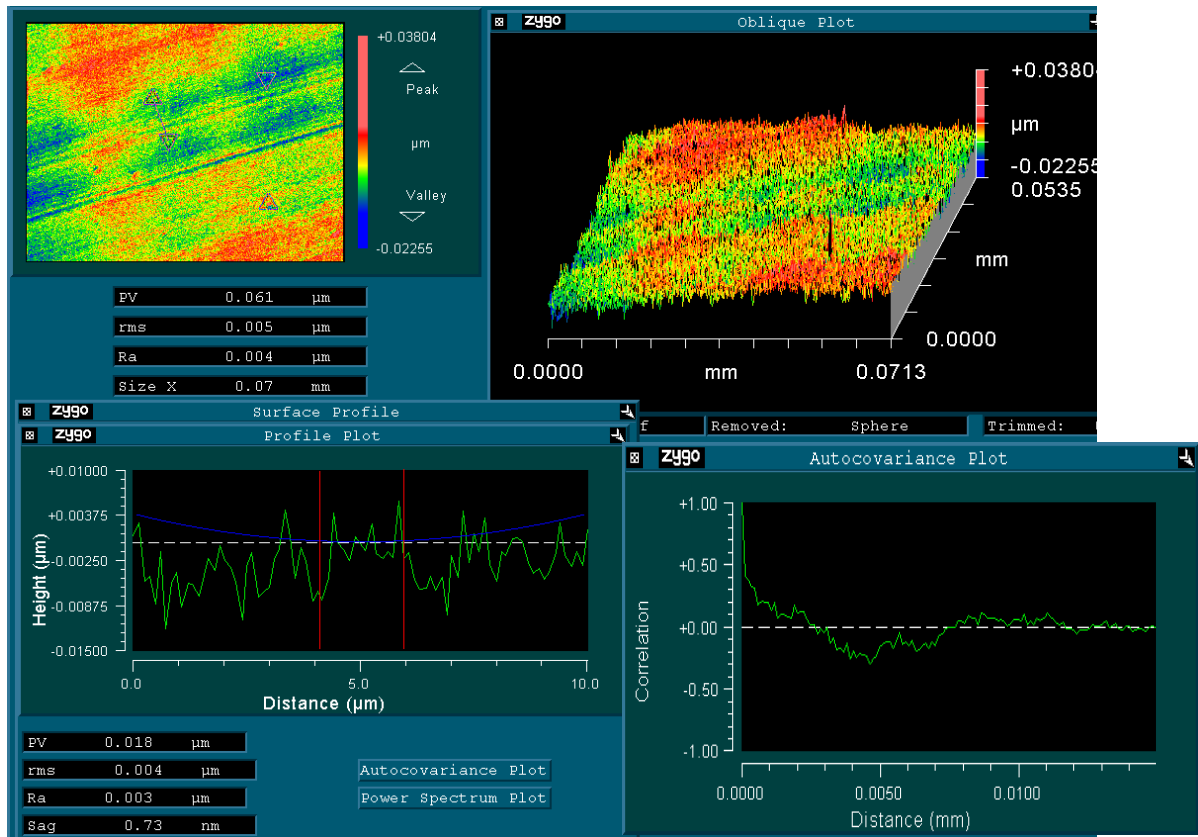 +0.03804
Peak
µm
Valley
-0.02255
PV 0.061 µm
rms 0.005 µm
Ra 0.004 µm
Size X 0.07 mm
zygo Oblique Plot
+0.03804
µm
-0.02255
0.0535
mm
0.0000
0.0000 mm 0.0713
Removed: Sphere
Trimmed:
zygo Surface Profile
zygo Profile Plot
+0.01000
+0.00375
-0.00250
-0.00875
-0.01500
Height (µm)
0.0 5.0 10.0
Distance (µm)
PV 0.018 µm
rms 0.004 µm
Ra 0.003 µm
Sag 0.73 nm
Autocovariance Plot
Power Spectrum Plot
zygo Autocovariance Plot
+1.00
+0.50
+0.00
-0.50
-1.00
Correlation
0.0000 0.0050 0.0100
Distance (mm)